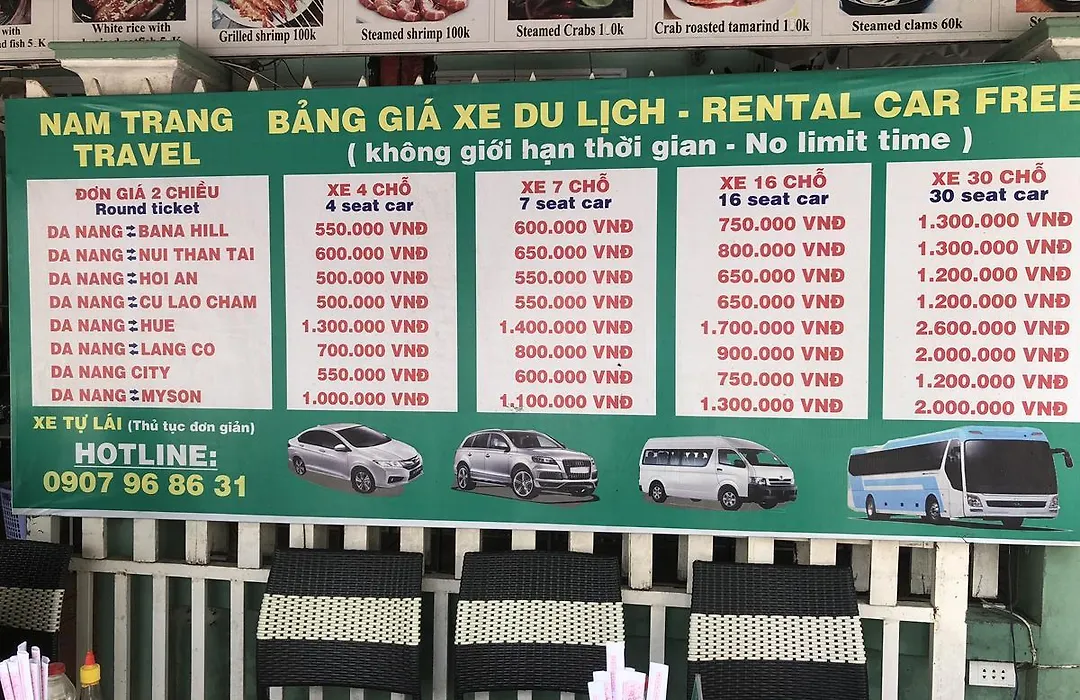 White rice with
Grilled shrimp 100k
Steamed shrimp 100k
Steamed Crabs
Crab roasted tamarind
Steamed clams 60k
NAM TRANG
TRAVEL
BẢNG GIÁ XE DU LỊCH - RENTAL CAR FREE
( không giới hạn thời gian - No limit time )
ĐƠN GIÁ 2 CHIỀU
Round ticket
DA NANG ⇄ BANA HILL
DA NANG ⇄ NUI THAN TAI
DA NANG ⇄ HOI AN
DA NANG ⇄ CU LAO CHAM
DA NANG ⇄ HUE
DA NANG ⇄ LANG CO
DA NANG CITY
DA NANG ⇄ MYSON
XE 4 CHỖ
4 seat car
550.000 VNĐ
600.000 VNĐ
500.000 VNĐ
500.000 VNĐ
1.300.000 VNĐ
700.000 VNĐ
550.000 VNĐ
1.000.000 VNĐ
XE 7 CHỖ
7 seat car
600.000 VNĐ
650.000 VNĐ
550.000 VNĐ
550.000 VNĐ
1.400.000 VNĐ
800.000 VNĐ
600.000 VNĐ
1.100.000 VNĐ
XE 16 CHỖ
16 seat car
750.000 VNĐ
800.000 VNĐ
650.000 VNĐ
650.000 VNĐ
1.700.000 VNĐ
900.000 VNĐ
750.000 VNĐ
1.300.000 VNĐ
XE 30 CHỖ
30 seat car
1.300.000 VNĐ
1.300.000 VNĐ
1.200.000 VNĐ
1.200.000 VNĐ
2.600.000 VNĐ
2.000.000 VNĐ
1.200.000 VNĐ
2.000.000 VNĐ
XE TỰ LÁI (Thủ tục đơn giản)
HOTLINE:
0907 96 86 31